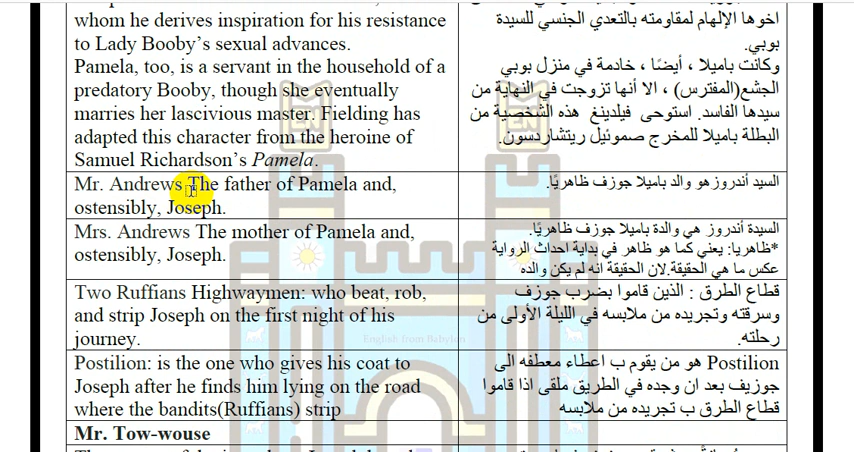 whom he derives inspiration for his resistance
to Lady Booby's sexual advances.
Pamela, too, is a servant in the household of a
predatory Booby, though she eventually
marries her lascivious master. Fielding has
adapted this character from the heroine of
Samuel Richardson's Pamela.
اخوها الإلهام لمقاومته بالتعدي الجنسي للسيدة
بوبي.
وكانت باميلا ، أيضًا ، خادمة في منزل بوبي
الجشع(المفترس) ، الا أنها تزوجت في النهاية من
سيدها الفاسد. استوحى فيلدينغ هذه الشخصية من
البطلة باميلا للمخرج صموئيل ريتشاردسون.
Mr. Andrews The father of Pamela and,
ostensibly, Joseph.
السيد أندروزهو والد باميلا جوزف ظاهريًا.
Mrs. Andrews The mother of Pamela and,
ostensibly, Joseph.
السيدة أندروز هي والدة باميلا جوزف ظاهريًا.
*ظاهريا: يعني كما هو ظاهر في بداية احداث الرواية
عكس ما هي الحقيقة.لان الحقيقة انه لم يكن والده
Two Ruffians Highwaymen: who beat, rob,
and strip Joseph on the first night of his
journey.
قطاع الطرق : الذين قاموا بضرب جوزف
وسرقته وتجريده من ملابسه في الليلة الأولى من
رحلته.
Postilion: is the one who gives his coat to
Joseph after he finds him lying on the road
where the bandits(Ruffians) strip
Postilion هو من يقوم ب اعطاء معطفه الى
جوزيف بعد ان وجده في الطريق ملقى اذا قاموا
قطاع الطرق ب تجريده من ملابسه
Mr. Tow-wouse
EN
EN
English from Babylon